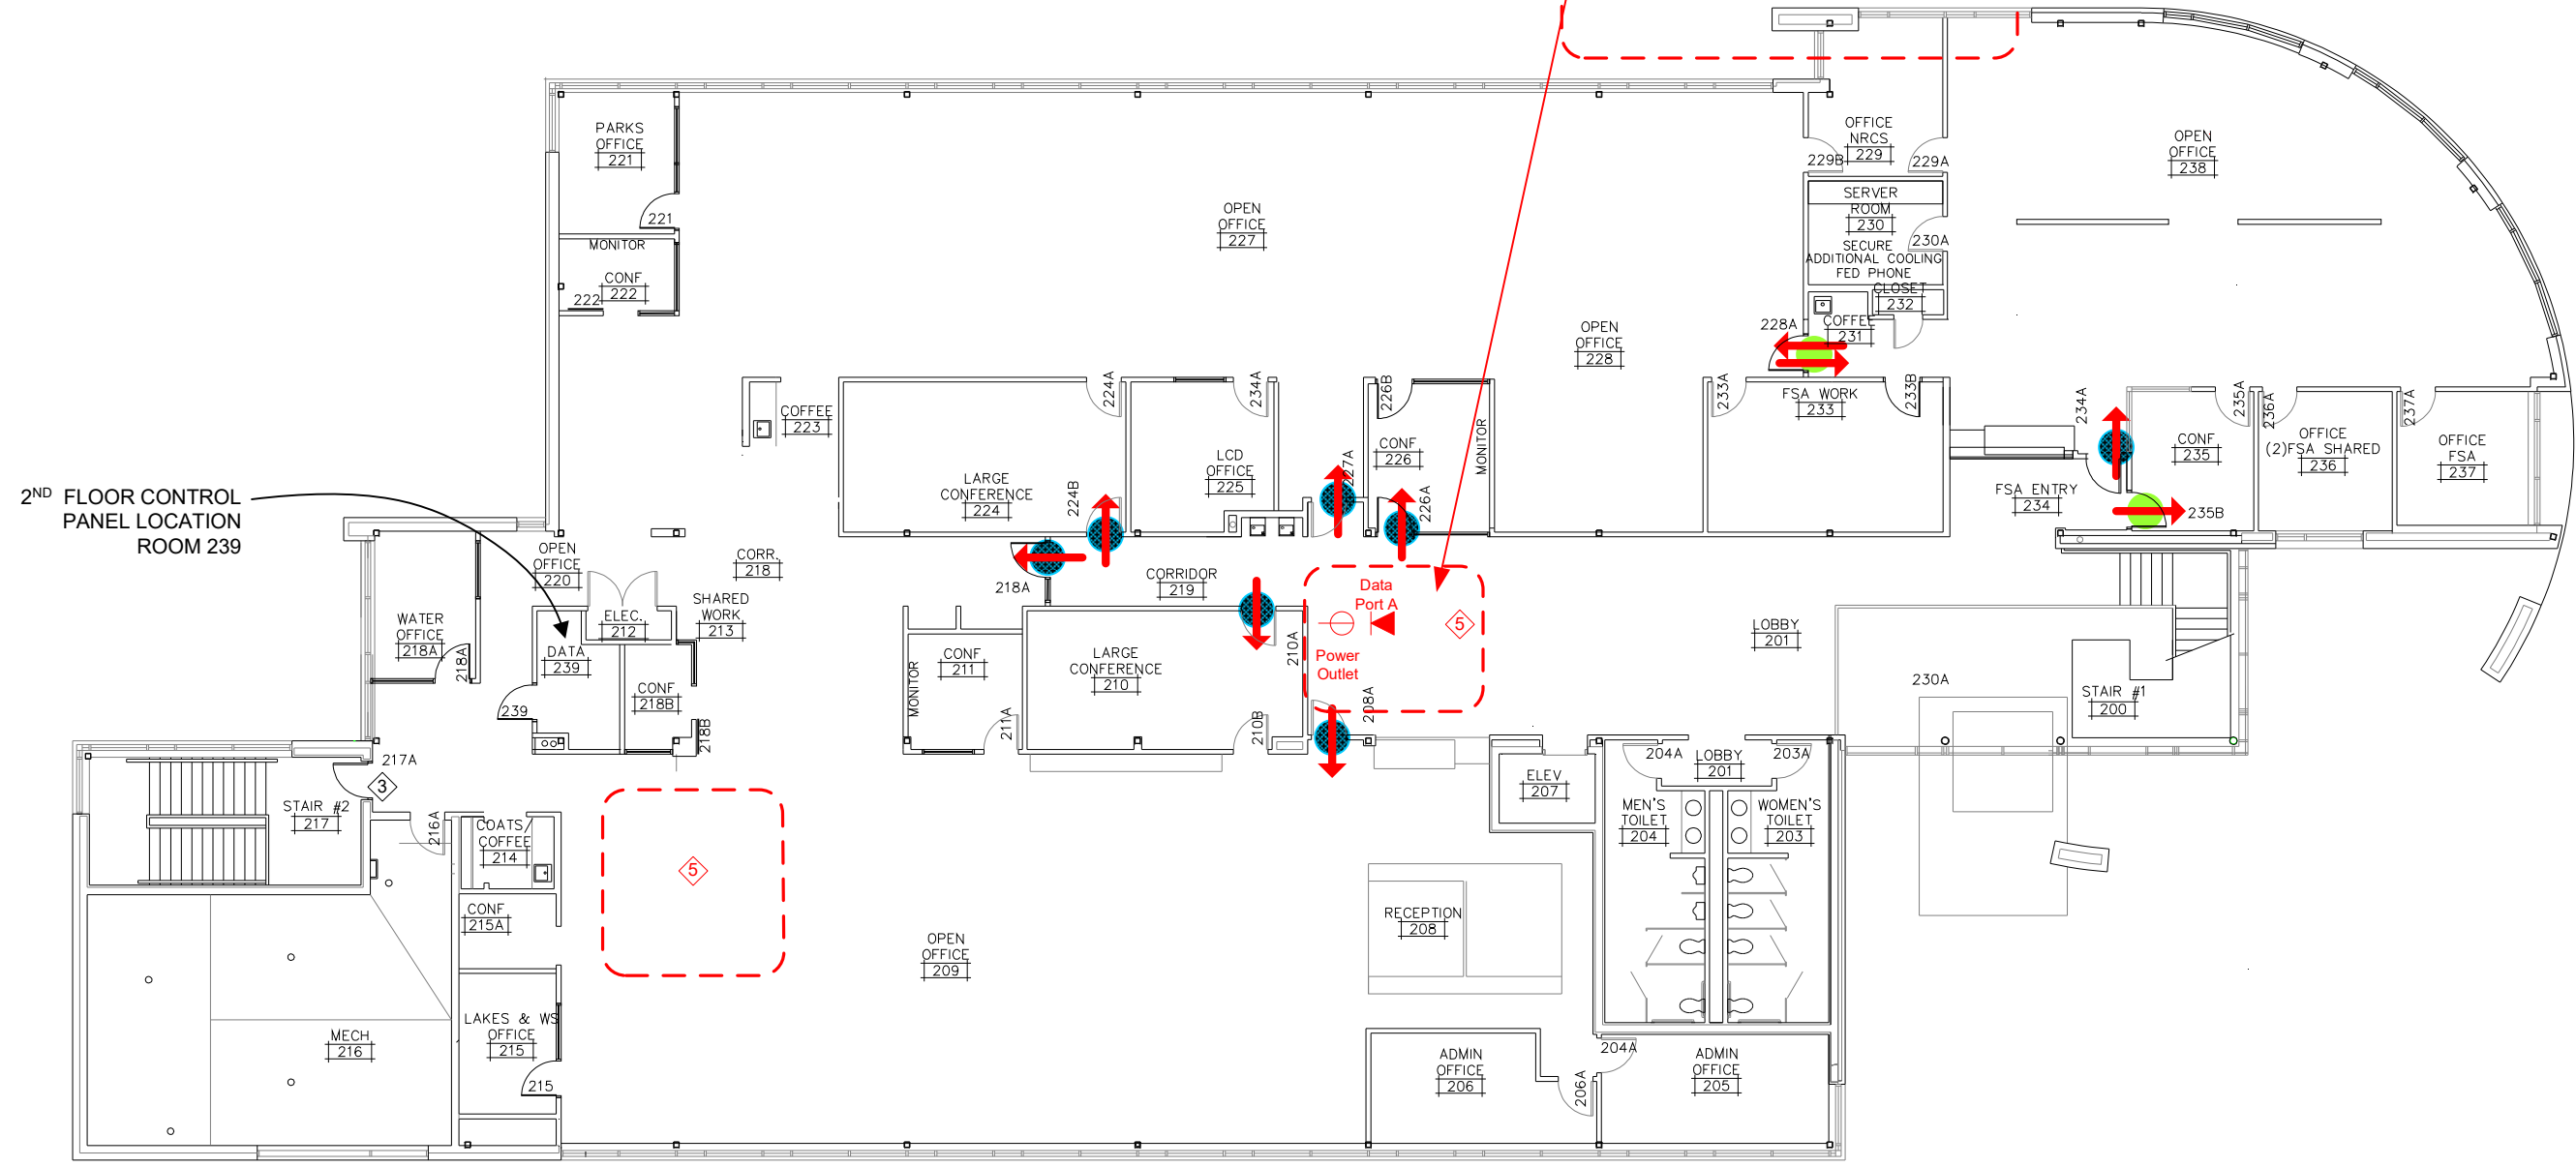 PARKS
OFFICE
221
221
MONITOR
CONF
222
222
OPEN
OFFICE
227
OPEN
OFFICE
228
OFFICE
NRCS
229
229B
229A
SERVER
ROOM
230
230A
SECURE
ADDITIONAL COOLING
FED PHONE
CLOSET
232
COFFEE
231
228A
OPEN
OFFICE
238
COFFEE
223
LARGE
CONFERENCE
224
224A
224B
LCD
OFFICE
225
234A
227A
226B
CONF
226
226A
MONITOR
233A
FSA WORK
233
233B
234A
FSA ENTRY
234
CONF
235
235A
235B
236A
OFFICE
(2)FSA SHARED
236
237A
OFFICE
FSA
237
2ND FLOOR CONTROL
PANEL LOCATION
ROOM 239
OPEN
OFFICE
220
CORR.
218
218A
CORRIDOR
219
WATER
OFFICE
218A
218A
ELEC.
212
SHARED
WORK
213
DATA
239
239
CONF
218B
218B
MONITOR
CONF
211
211A
LARGE
CONFERENCE
210
210A
210B
Data
Port A
5
Power
Outlet
208A
LOBBY
201
230A
STAIR #1
200
217A
3
STAIR #2
217
216A
COATS/
COFFEE
214
5
CONF
215A
LAKES & WS
OFFICE
215
215
MECH
216
OPEN
OFFICE
209
ELEV
207
204A
LOBBY
201
203A
MEN'S
TOILET
204
WOMEN'S
TOILET
203
RECEPTION
208
ADMIN
OFFICE
206
206A
204A
ADMIN
OFFICE
205